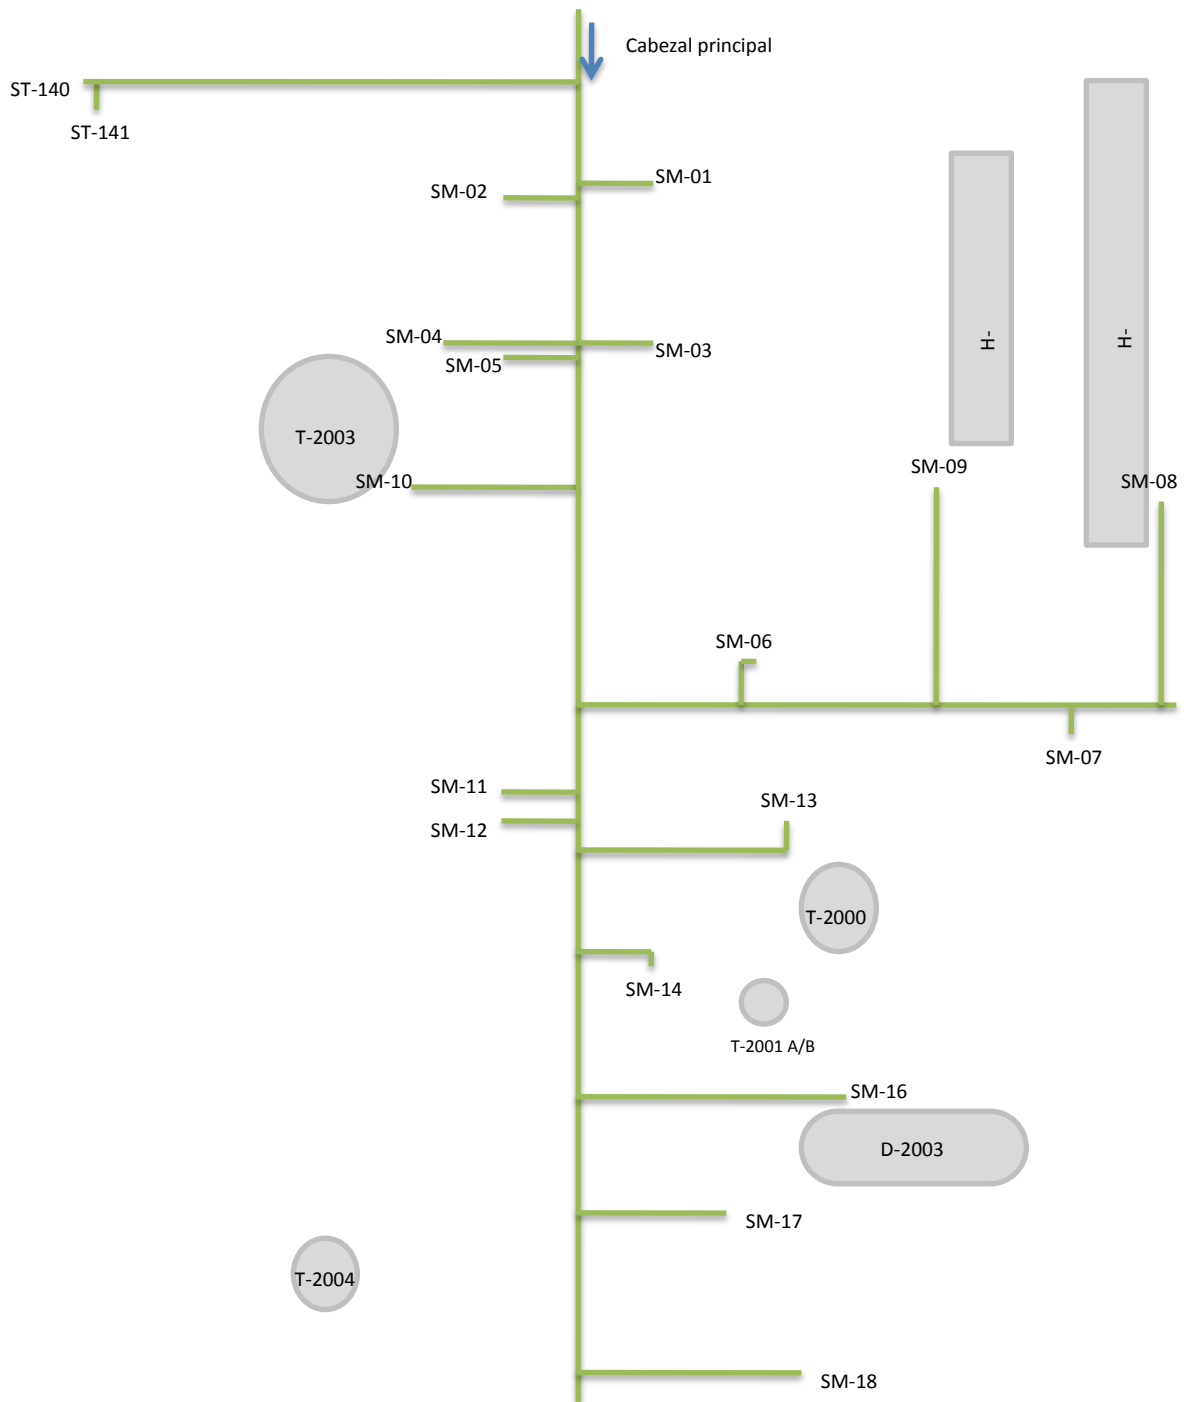 Cabezal principal
ST-140
ST-141
SM-01
SM-02
SM-04
SM-03
SM-05
H-
H-
T-2003
SM-09
SM-10
SM-08
SM-06
SM-07
SM-11
SM-13
SM-12
T-2000
SM-14
T-2001 A/B
SM-16
D-2003
SM-17
T-2004
SM-18